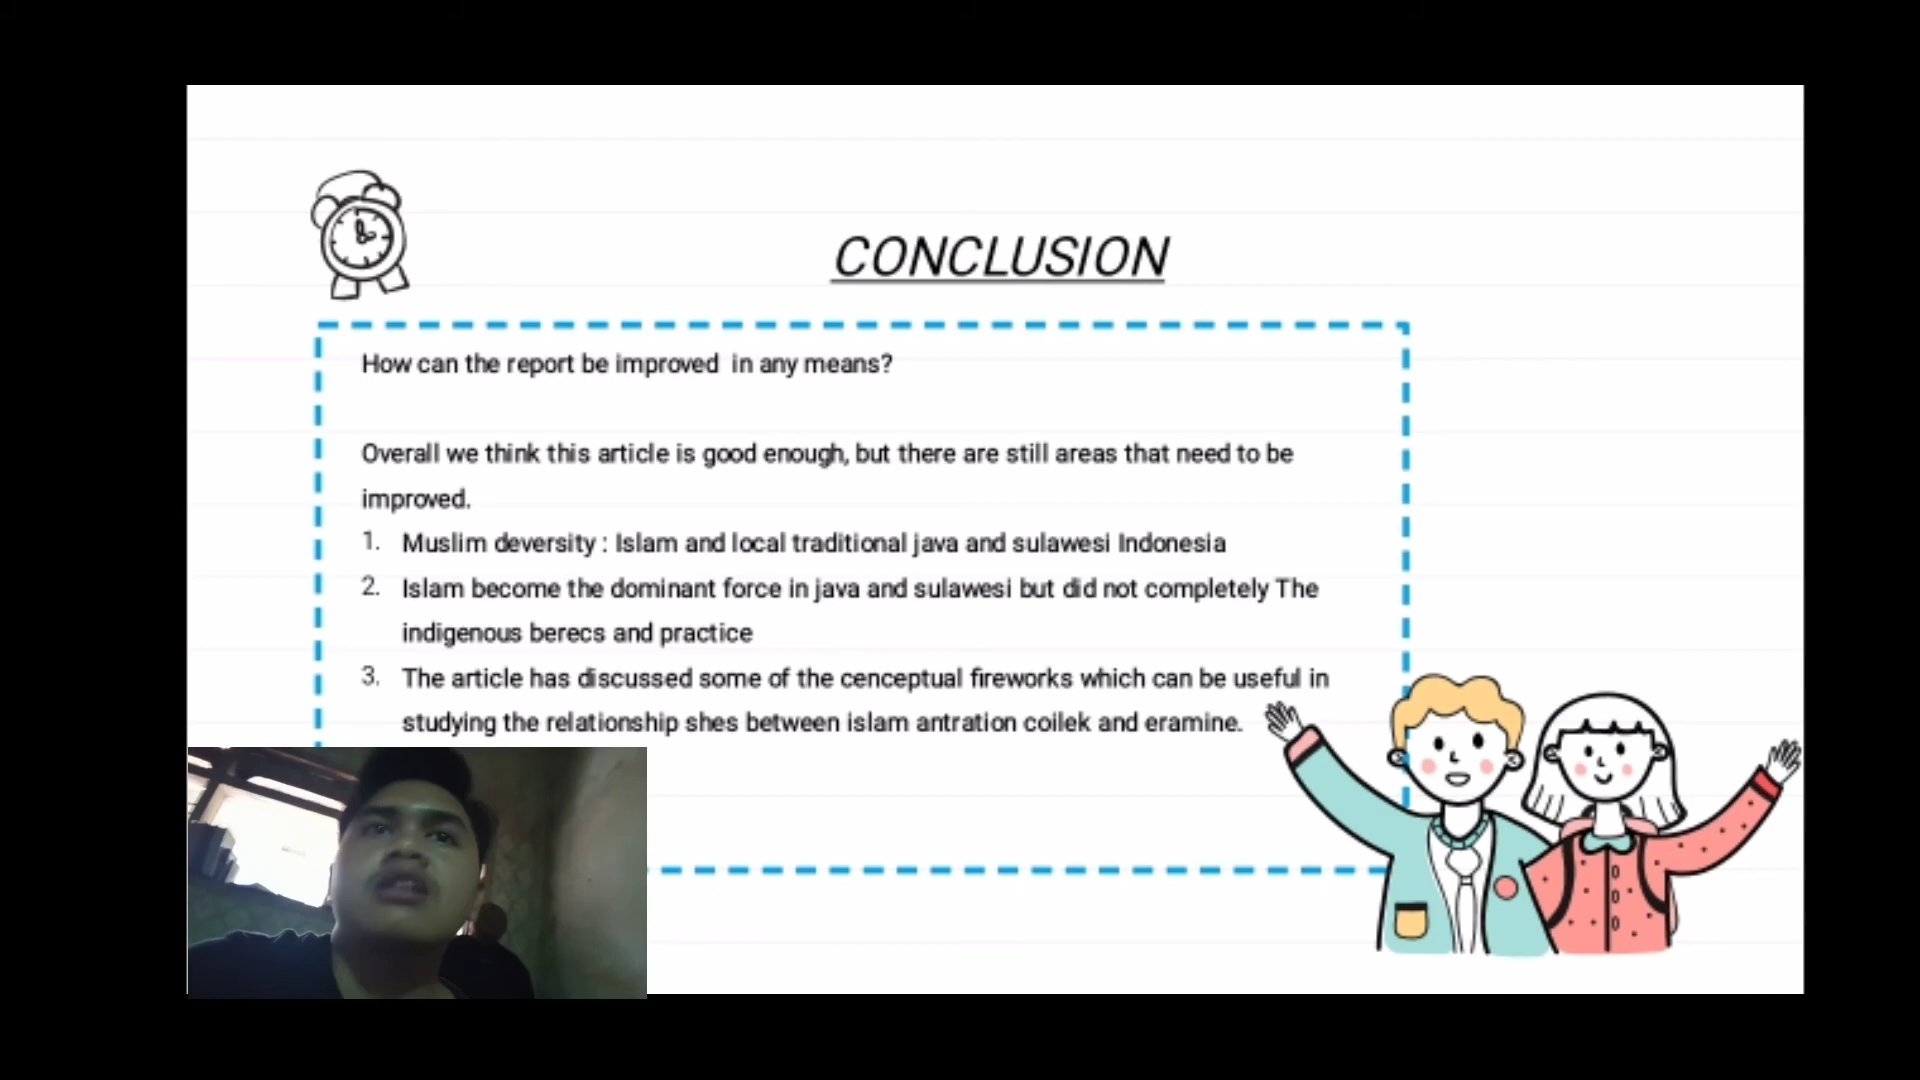 CONCLUSION
How can the report be improved in any means?
Overall we think this article is good enough, but there are still areas that need to be
improved.
1. Muslim deversity : Islam and local traditional java and sulawesi Indonesia
2. Islam become the dominant force in java and sulawesi but did not completely The
indigenous berecs and practice
3. The article has discussed some of the cenceptual fireworks which can be useful in
studying the relationship shes between islam antration coilek and eramine.